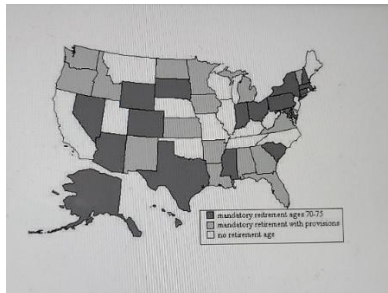 mandatory retirement ages 70-75
mandatory retirement with provisions
no retirement age